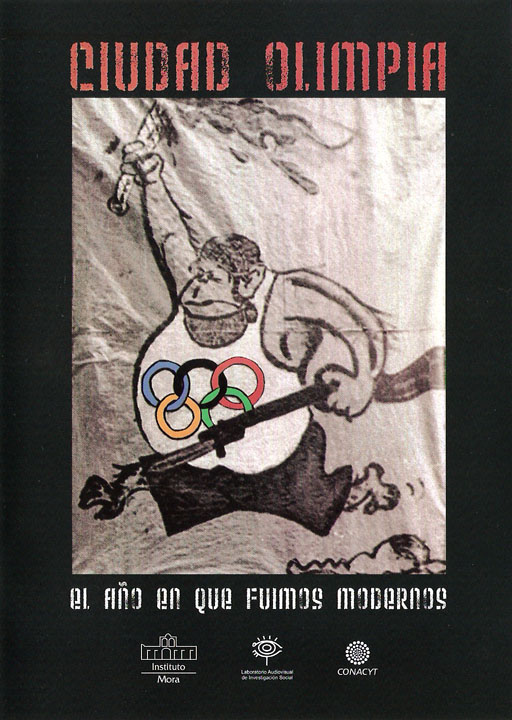 CIUDAD OLIMPIA
el AÑO en que FUIMOS MODERNOS
Instituto
Mora
Laboratorio Audiovisual
de Investigación Social
CONACYT